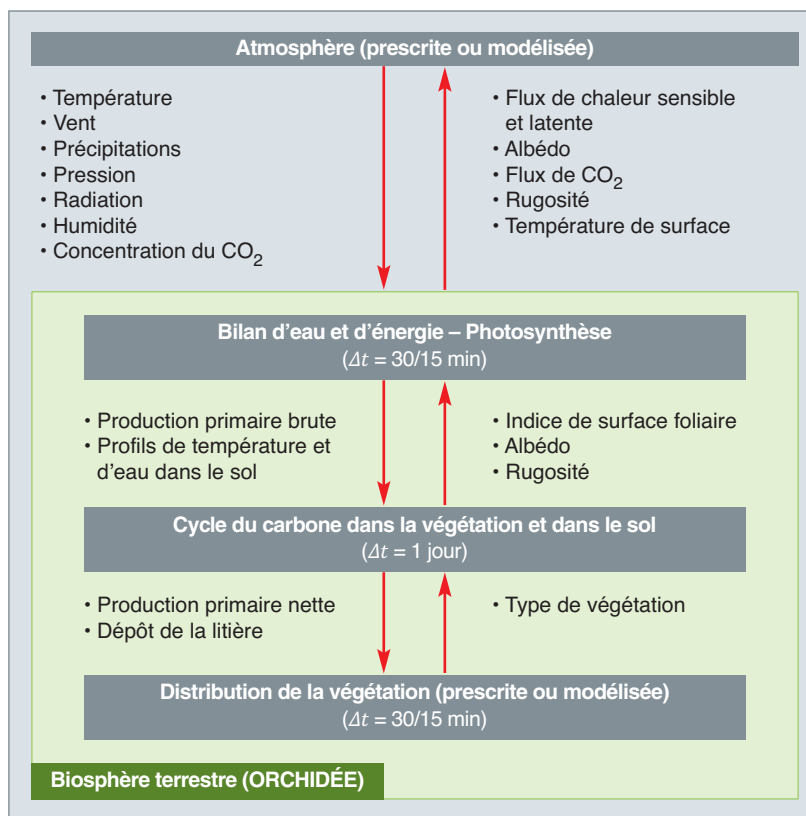 Atmosphère (prescrite ou modélisée)
• Température
• Vent
• Précipitations
• Pression
• Radiation
• Humidité
• Concentration du CO₂
• Flux de chaleur sensible
et latente
• Albédo
• Flux de CO₂
• Rugosité
• Température de surface
Bilan d'eau et d'énergie – Photosynthèse
(Δt = 30/15 min)
• Production primaire brute
• Profils de température et
d'eau dans le sol
• Indice de surface foliaire
• Albédo
• Rugosité
Cycle du carbone dans la végétation et dans le sol
(Δt = 1 jour)
• Production primaire nette
• Dépôt de la litière
• Type de végétation
Distribution de la végétation (prescrite ou modélisée)
(Δt = 30/15 min)
Biosphère terrestre (ORCHIDÉE)